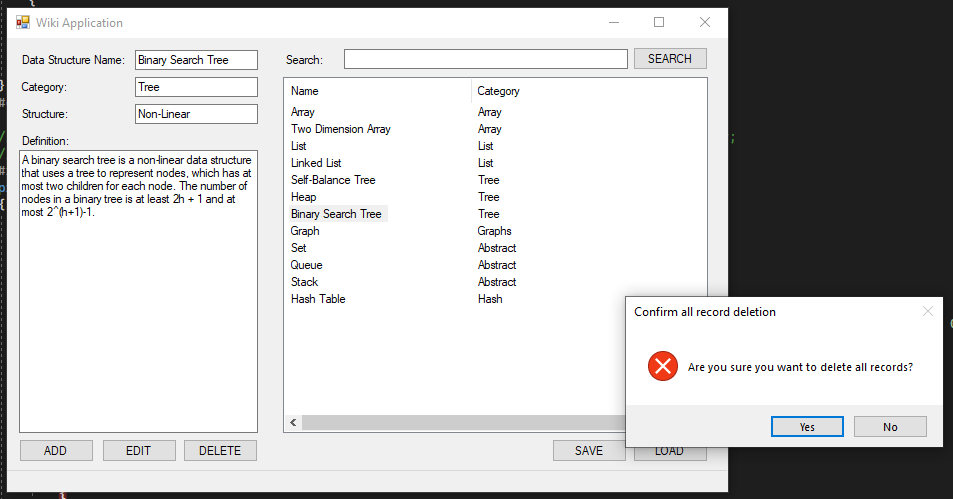 Wiki Application
Data Structure Name: Binary Search Tree
Category: Tree
Structure: Non-Linear
Definition:
A binary search tree is a non-linear data structure
that uses a tree to represent nodes, which has at
most two children for each node. The number of
nodes in a binary tree is at least 2h + 1 and at
most 2^(h+1)-1.
ADD EDIT DELETE
Search: SEARCH
Name Category
Array Array
Two Dimension Array Array
List List
Linked List List
Self-Balance Tree Tree
Heap Tree
Binary Search Tree Tree
Graph Graphs
Set Abstract
Queue Abstract
Stack Abstract
Hash Table Hash
SAVE LOAD
Confirm all record deletion
Are you sure you want to delete all records?
Yes No